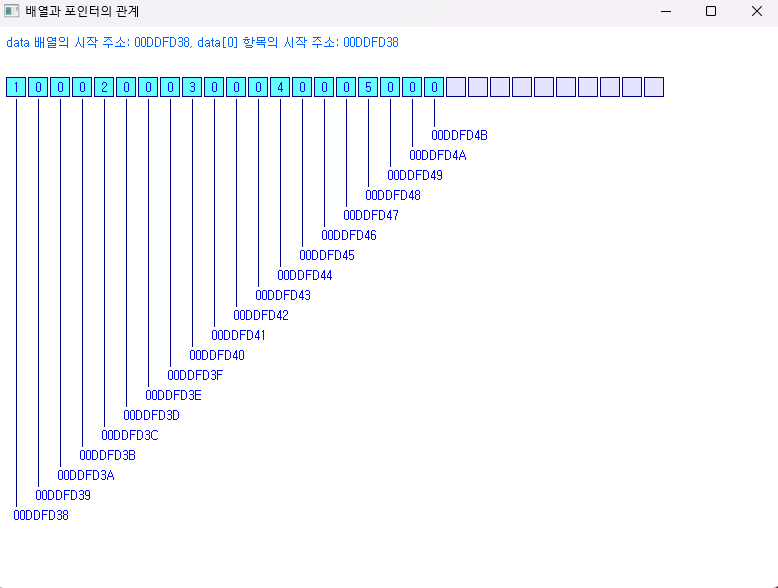 배열과 포인터의 관계
data 배열의 시작 주소: 00DDFD38, data[0] 항목의 시작 주소: 00DDFD38
1 0 0 0 2 0 0 0 3 0 0 0 4 0 0 0 5 0 0 0
00DDFD4B
00DDFD4A
00DDFD49
00DDFD48
00DDFD47
00DDFD46
00DDFD45
00DDFD44
00DDFD43
00DDFD42
00DDFD41
00DDFD40
00DDFD3F
00DDFD3E
00DDFD3D
00DDFD3C
00DDFD3B
00DDFD3A
00DDFD39
00DDFD38